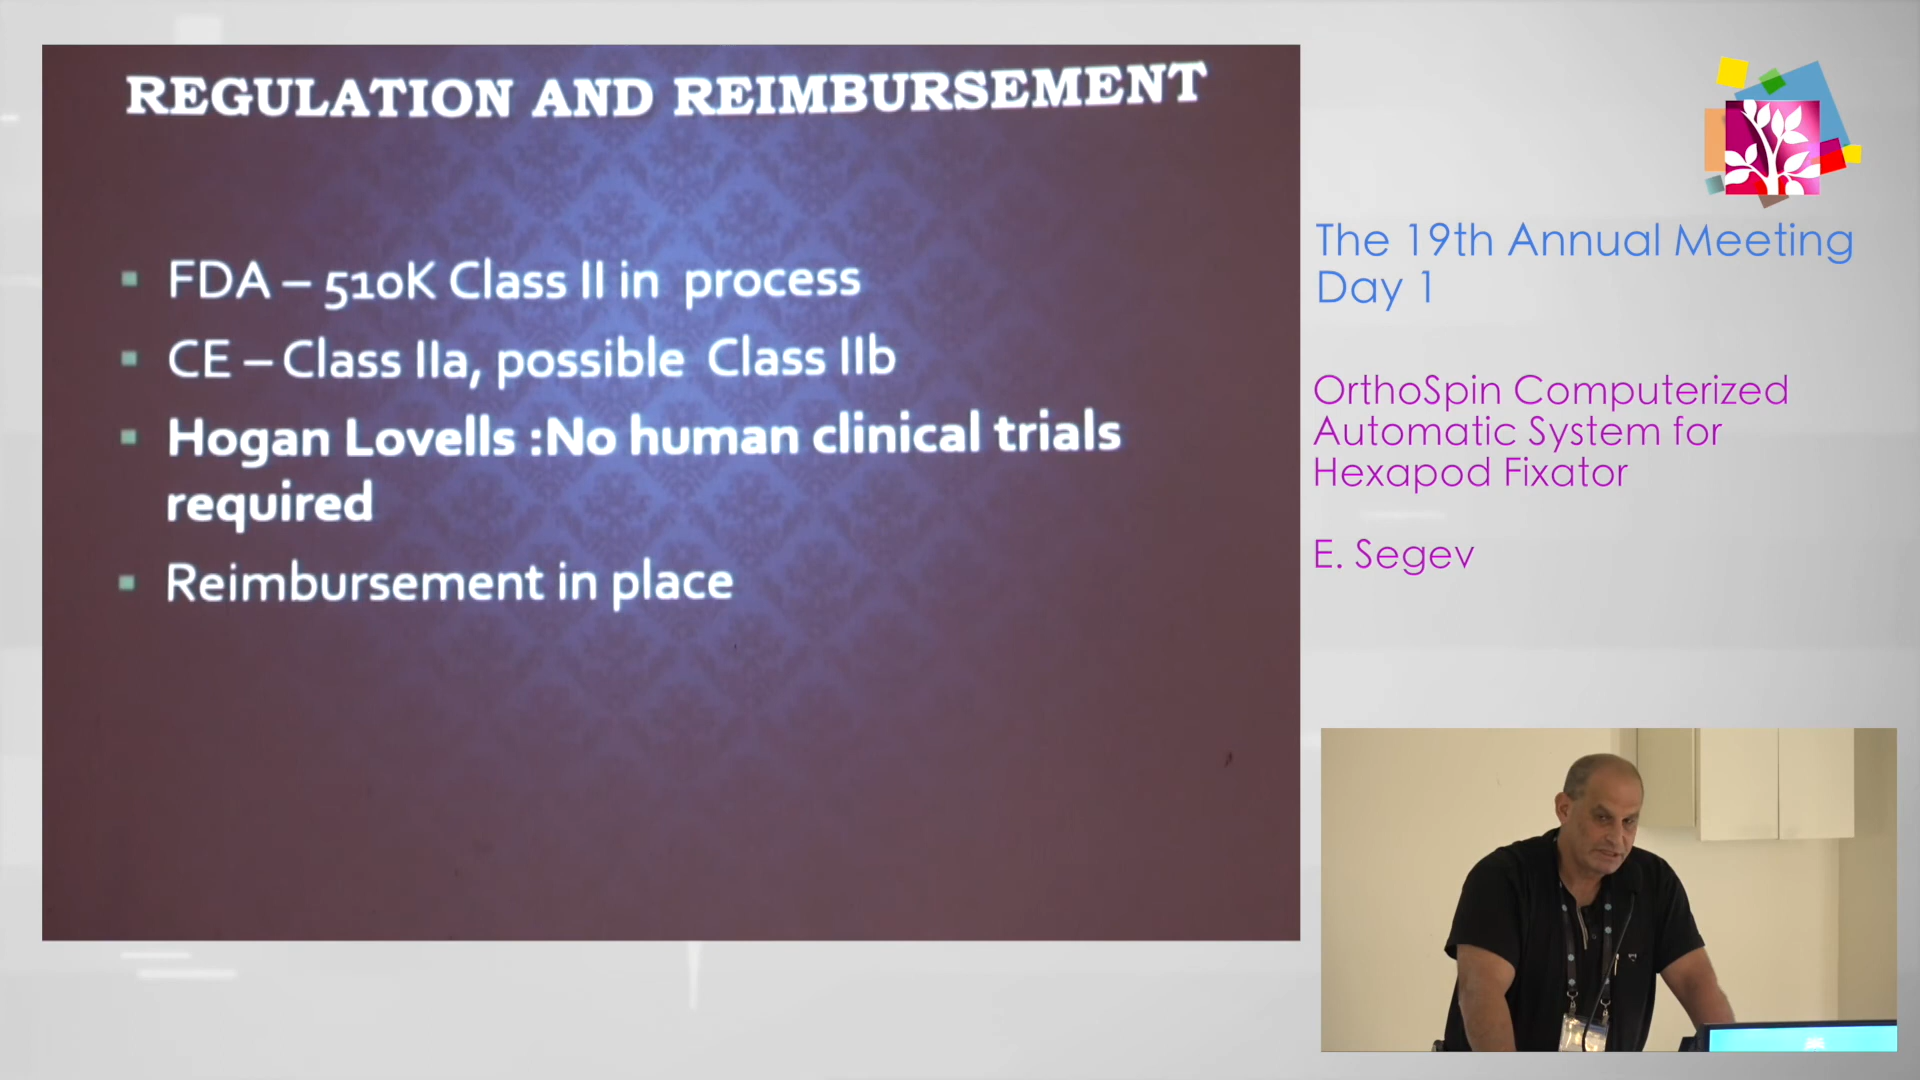 REGULATION AND REIMBURSEMENT
FDA – 510K Class II in process
CE – Class IIa, possible Class IIb
Hogan Lovells :No human clinical trials
required
Reimbursement in place
The 19th Annual Meeting
Day 1
OrthoSpin Computerized
Automatic System for
Hexapod Fixator
E. Segev